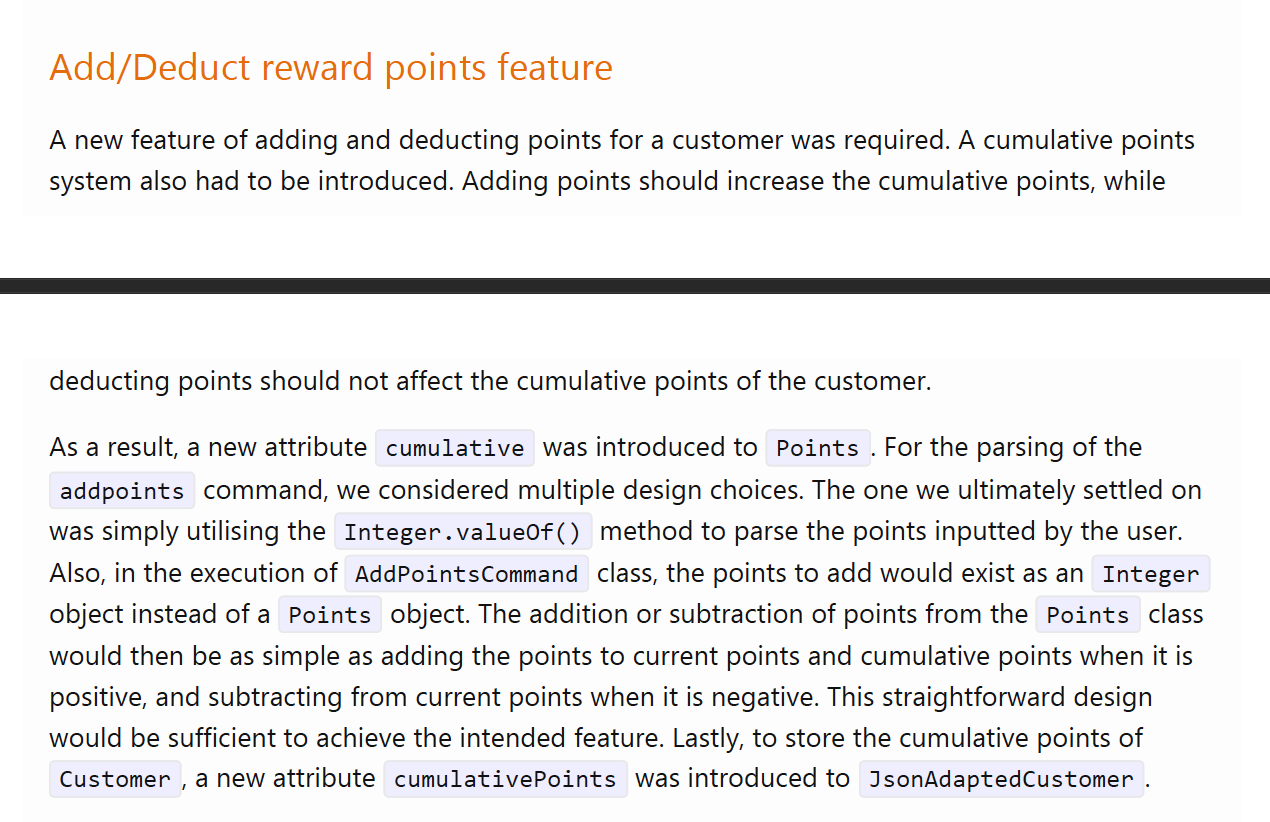 Add/Deduct reward points feature
A new feature of adding and deducting points for a customer was required. A cumulative points
system also had to be introduced. Adding points should increase the cumulative points, while
deducting points should not affect the cumulative points of the customer.
As a result, a new attribute cumulative was introduced to Points. For the parsing of the
addpoints command, we considered multiple design choices. The one we ultimately settled on
was simply utilising the Integer.valueOf() method to parse the points inputted by the user.
Also, in the execution of AddPointsCommand class, the points to add would exist as an Integer
object instead of a Points object. The addition or subtraction of points from the Points class
would then be as simple as adding the points to current points and cumulative points when it is
positive, and subtracting from current points when it is negative. This straightforward design
would be sufficient to achieve the intended feature. Lastly, to store the cumulative points of
Customer, a new attribute cumulativePoints was introduced to JsonAdaptedCustomer.